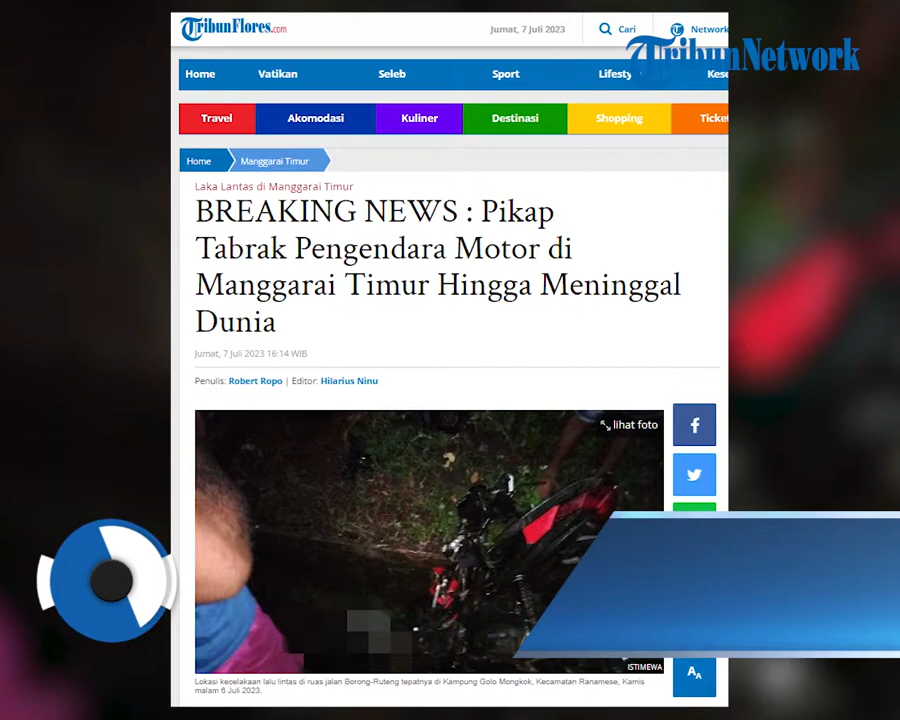 TribunFlores.com
Jumat, 7 Juli 2023
Cari
Network
TribunNetwork
Home Vatikan Seleb Sport Lifesty Kese
Travel Akomodasi Kuliner Destinasi Shopping Ticket
Home Manggarai Timur
Laka Lantas di Manggarai Timur
BREAKING NEWS : Pikap
Tabrak Pengendara Motor di
Manggarai Timur Hingga Meninggal
Dunia
Jumat, 7 Juli 2023 16:14 WIB
Penulis: Robert Ropo | Editor: Hilarius Ninu
lihat foto
ISTIMEWA
AA
Lokasi kecelakaan lalu lintas di ruas jalan Borong-Ruteng tepatnya di Kampung Golo Mongkok, Kecamatan Ranamese, Kamis
malam 6 Juli 2023.